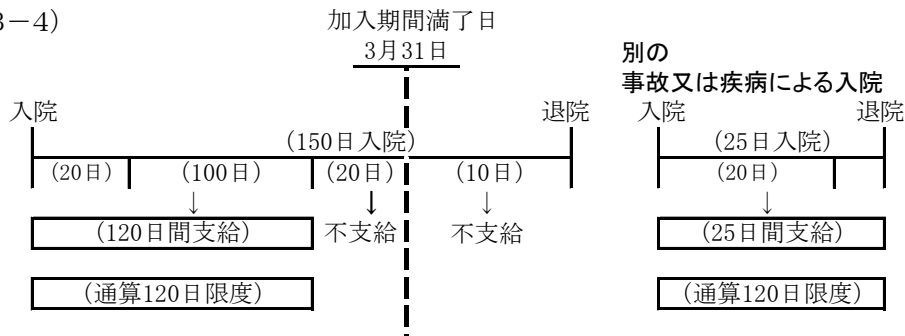 3－4)
加入期間満了日
3月31日
別の
事故又は疾病による入院
入院
退院
入院
退院
(150日入院)
(25日入院)
(20日)
(100日)
(20日)
(10日)
(20日)
↓
↓
↓
↓
(120日間支給)
不支給
不支給
(25日間支給)
(通算120日限度)
(通算120日限度)